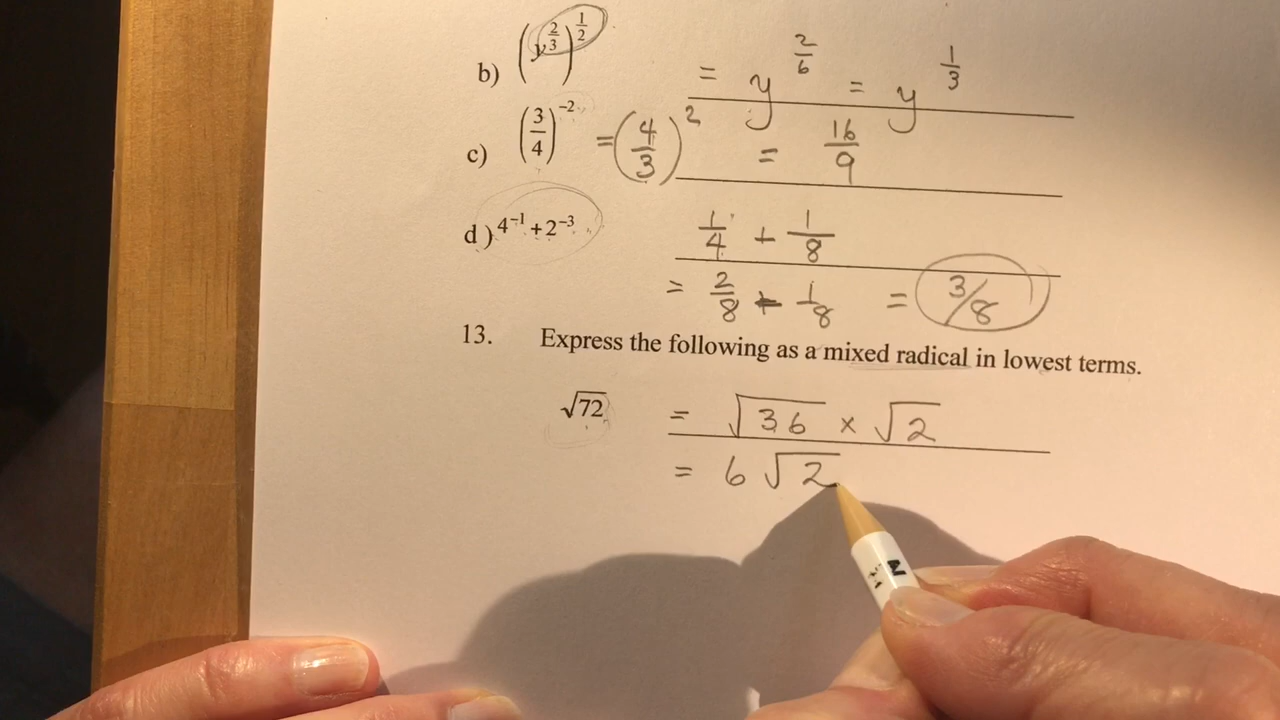 b) (y^{2/3})^{1/2} = y^{2/6} = y^{1/3}
c) (3/4)^{-2} = (4/3)^2 = 16/9
d) 4^{-1} + 2^{-3} 1/4 + 1/8
= 2/8 + 1/8 = 3/8
13. Express the following as a mixed radical in lowest terms.
√72 = √36 × √2
= 6√2